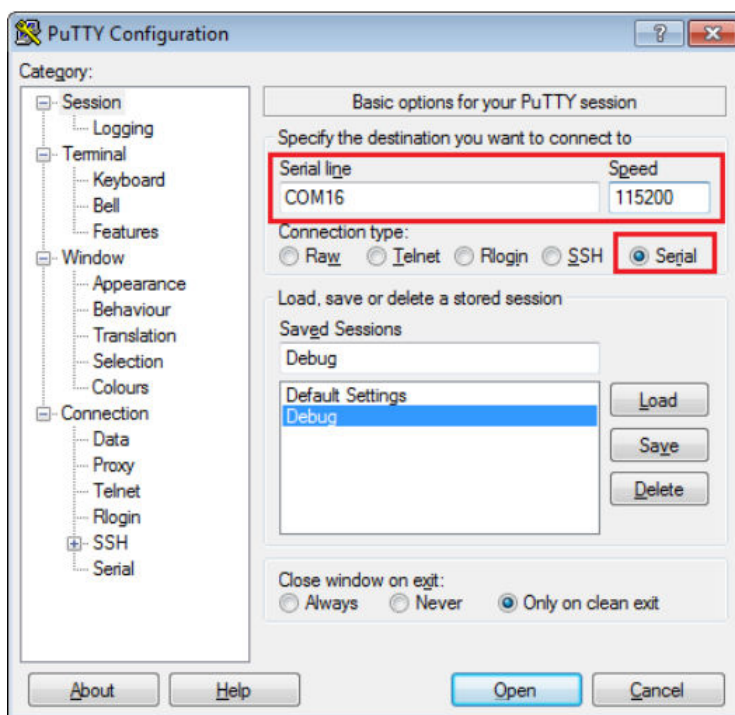 PuTTY Configuration
Category:
Session
Logging
Terminal
Keyboard
Bell
Features
Window
Appearance
Behaviour
Translation
Selection
Colours
Connection
Data
Proxy
Telnet
Rlogin
SSH
Serial
Basic options for your PuTTY session
Specify the destination you want to connect to
Serial line Speed
COM16 115200
Connection type:
Raw Telnet Rlogin SSH Serial
Load, save or delete a stored session
Saved Sessions
Debug
Default Settings
Debug
Load
Save
Delete
Close window on exit:
Always Never Only on clean exit
About Help Open Cancel